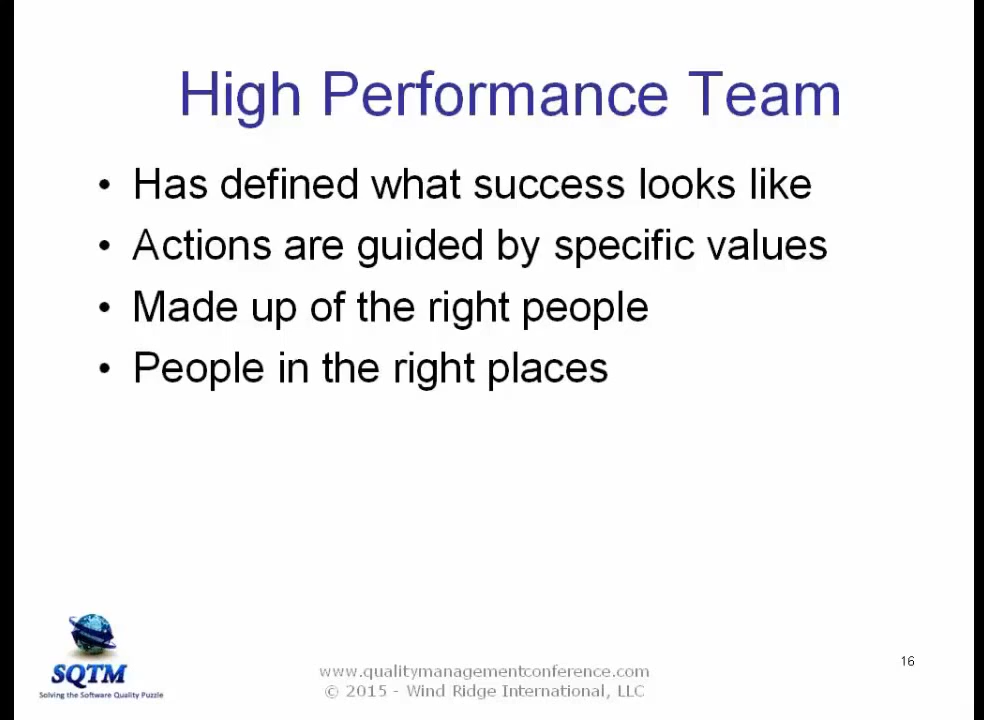 High Performance Team
• Has defined what success looks like
• Actions are guided by specific values
• Made up of the right people
• People in the right places
SQTM
Solving the Software Quality Puzzle
www.qualitymanagementconference.com
© 2015 - Wind Ridge International, LLC
16